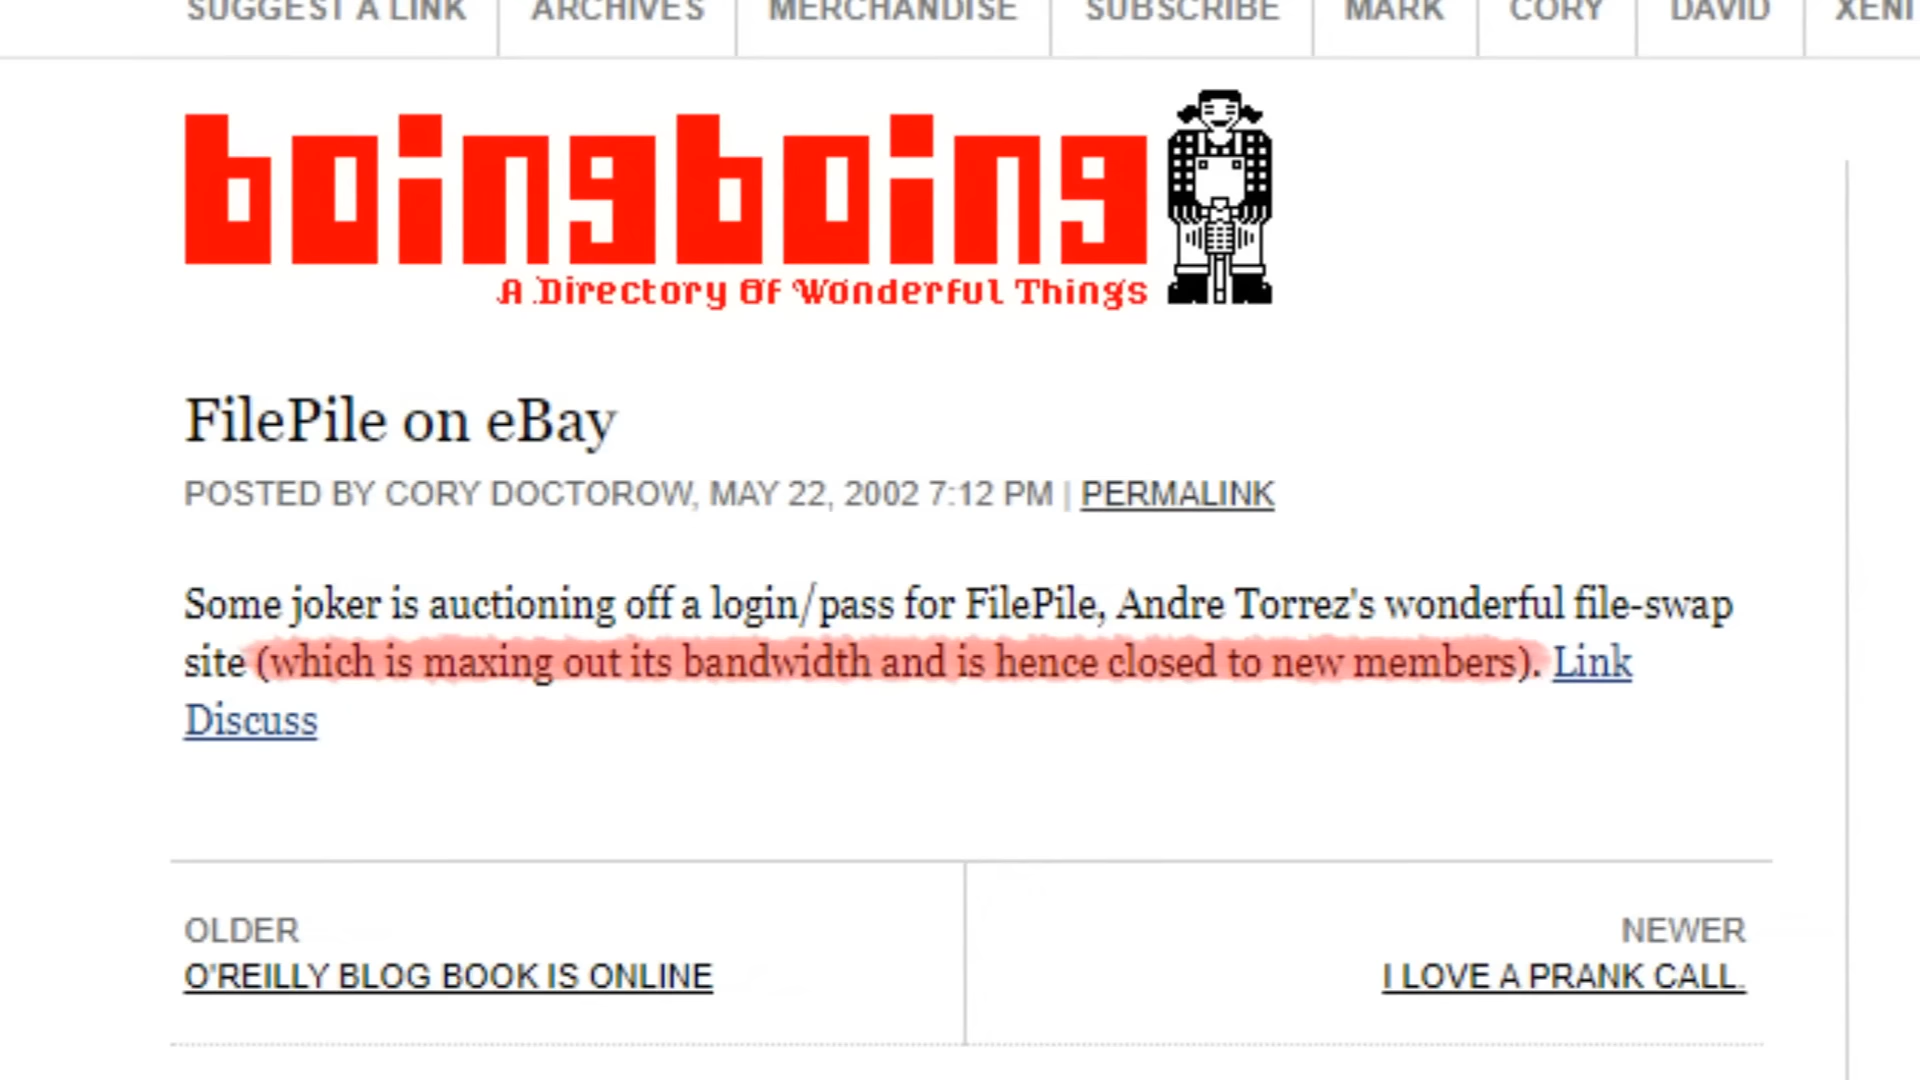 SUGGEST A LINK ARCHIVES MERCHANDISE SUBSCRIBE MARK CORY DAVID XENI
boingboing
A Directory Of Wonderful Things
FilePile on eBay
POSTED BY CORY DOCTOROW, MAY 22, 2002 7:12 PM | PERMALINK
Some joker is auctioning off a login/pass for FilePile, Andre Torrez's wonderful file-swap
site (which is maxing out its bandwidth and is hence closed to new members). Link
Discuss
OLDER
O'REILLY BLOG BOOK IS ONLINE
NEWER
I LOVE A PRANK CALL.